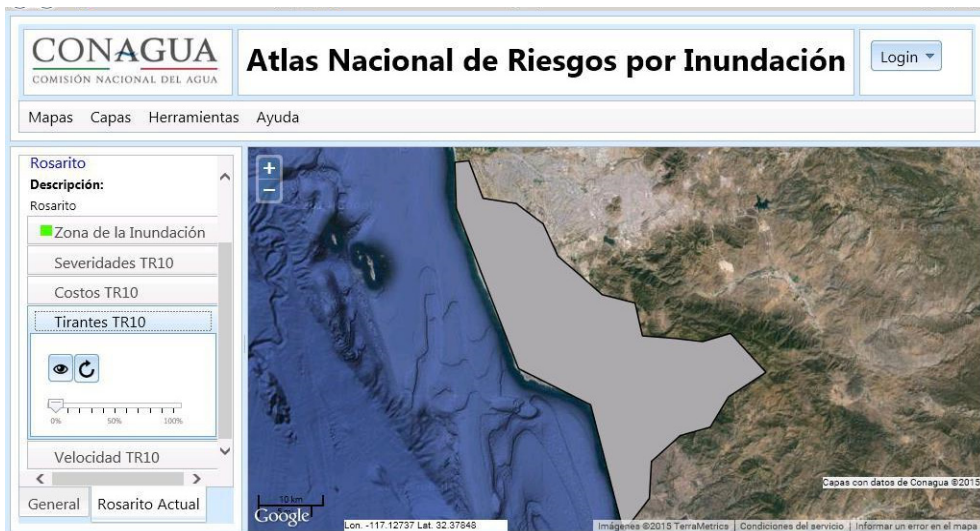 CONAGUA
COMISIÓN NACIONAL DEL AGUA
Atlas Nacional de Riesgos por Inundación
Login
Mapas Capas Herramientas Ayuda
Rosarito
Descripción:
Rosarito
Zona de la Inundación
Severidades TR10
Costos TR10
Tirantes TR10
0% 50% 100%
Velocidad TR10
General Rosarito Actual
+
−
Capas con datos de Conagua ©2015
10 km
Google
Lon. -117.12737 Lat. 32.37848
Imágenes ©2015 TerraMetrics | Condiciones del servicio | Informar un error en el mapa